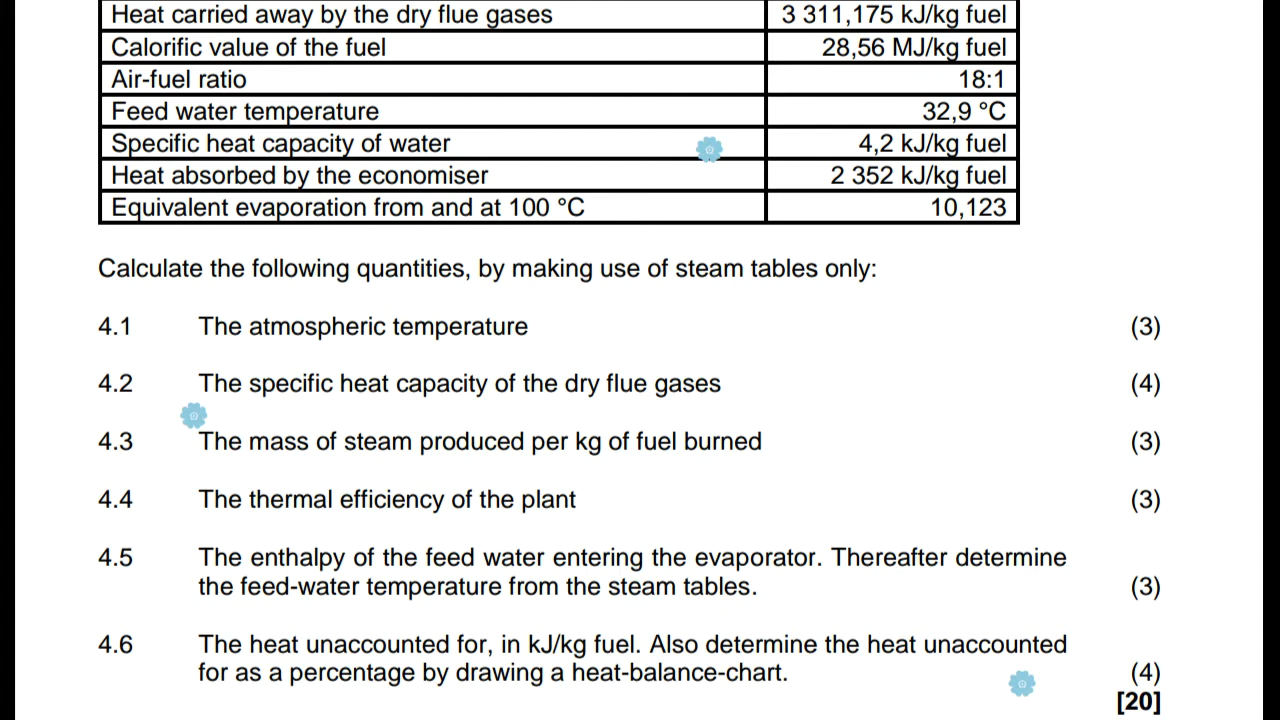 Heat carried away by the dry flue gases 3 311,175 kJ/kg fuel
Calorific value of the fuel 28,56 MJ/kg fuel
Air-fuel ratio 18:1
Feed water temperature 32,9 °C
Specific heat capacity of water 4,2 kJ/kg fuel
Heat absorbed by the economiser 2 352 kJ/kg fuel
Equivalent evaporation from and at 100 °C 10,123
Calculate the following quantities, by making use of steam tables only:
4.1 The atmospheric temperature (3)
4.2 The specific heat capacity of the dry flue gases (4)
4.3 The mass of steam produced per kg of fuel burned (3)
4.4 The thermal efficiency of the plant (3)
4.5 The enthalpy of the feed water entering the evaporator. Thereafter determine
the feed-water temperature from the steam tables. (3)
4.6 The heat unaccounted for, in kJ/kg fuel. Also determine the heat unaccounted
for as a percentage by drawing a heat-balance-chart. (4)
[20]